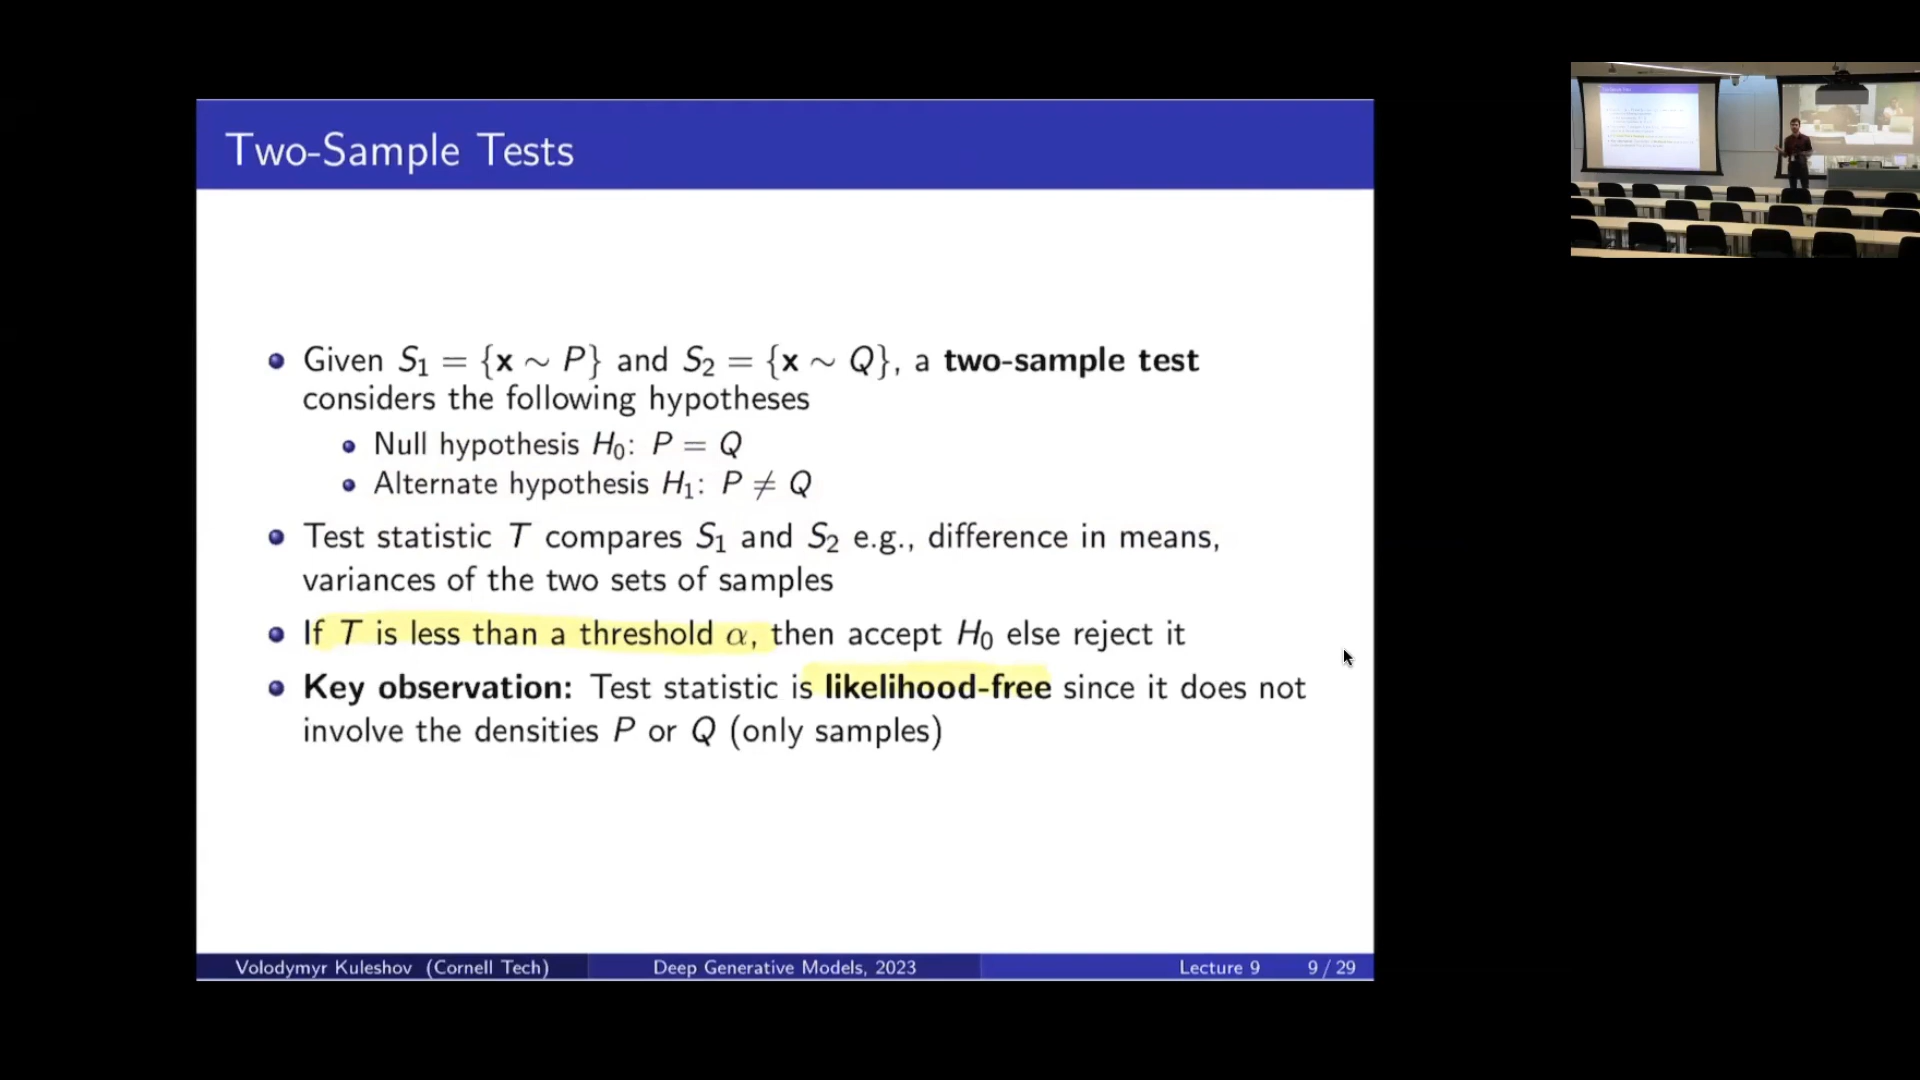 Two-Sample Tests
Given S₁ = {x ∼ P} and S₂ = {x ∼ Q}, a two-sample test
considers the following hypotheses
Null hypothesis H₀: P = Q
Alternate hypothesis H₁: P ≠ Q
Test statistic T compares S₁ and S₂ e.g., difference in means,
variances of the two sets of samples
If T is less than a threshold α, then accept H₀ else reject it
Key observation: Test statistic is likelihood-free since it does not
involve the densities P or Q (only samples)
Volodymyr Kuleshov (Cornell Tech) Deep Generative Models, 2023 Lecture 9 9 / 29